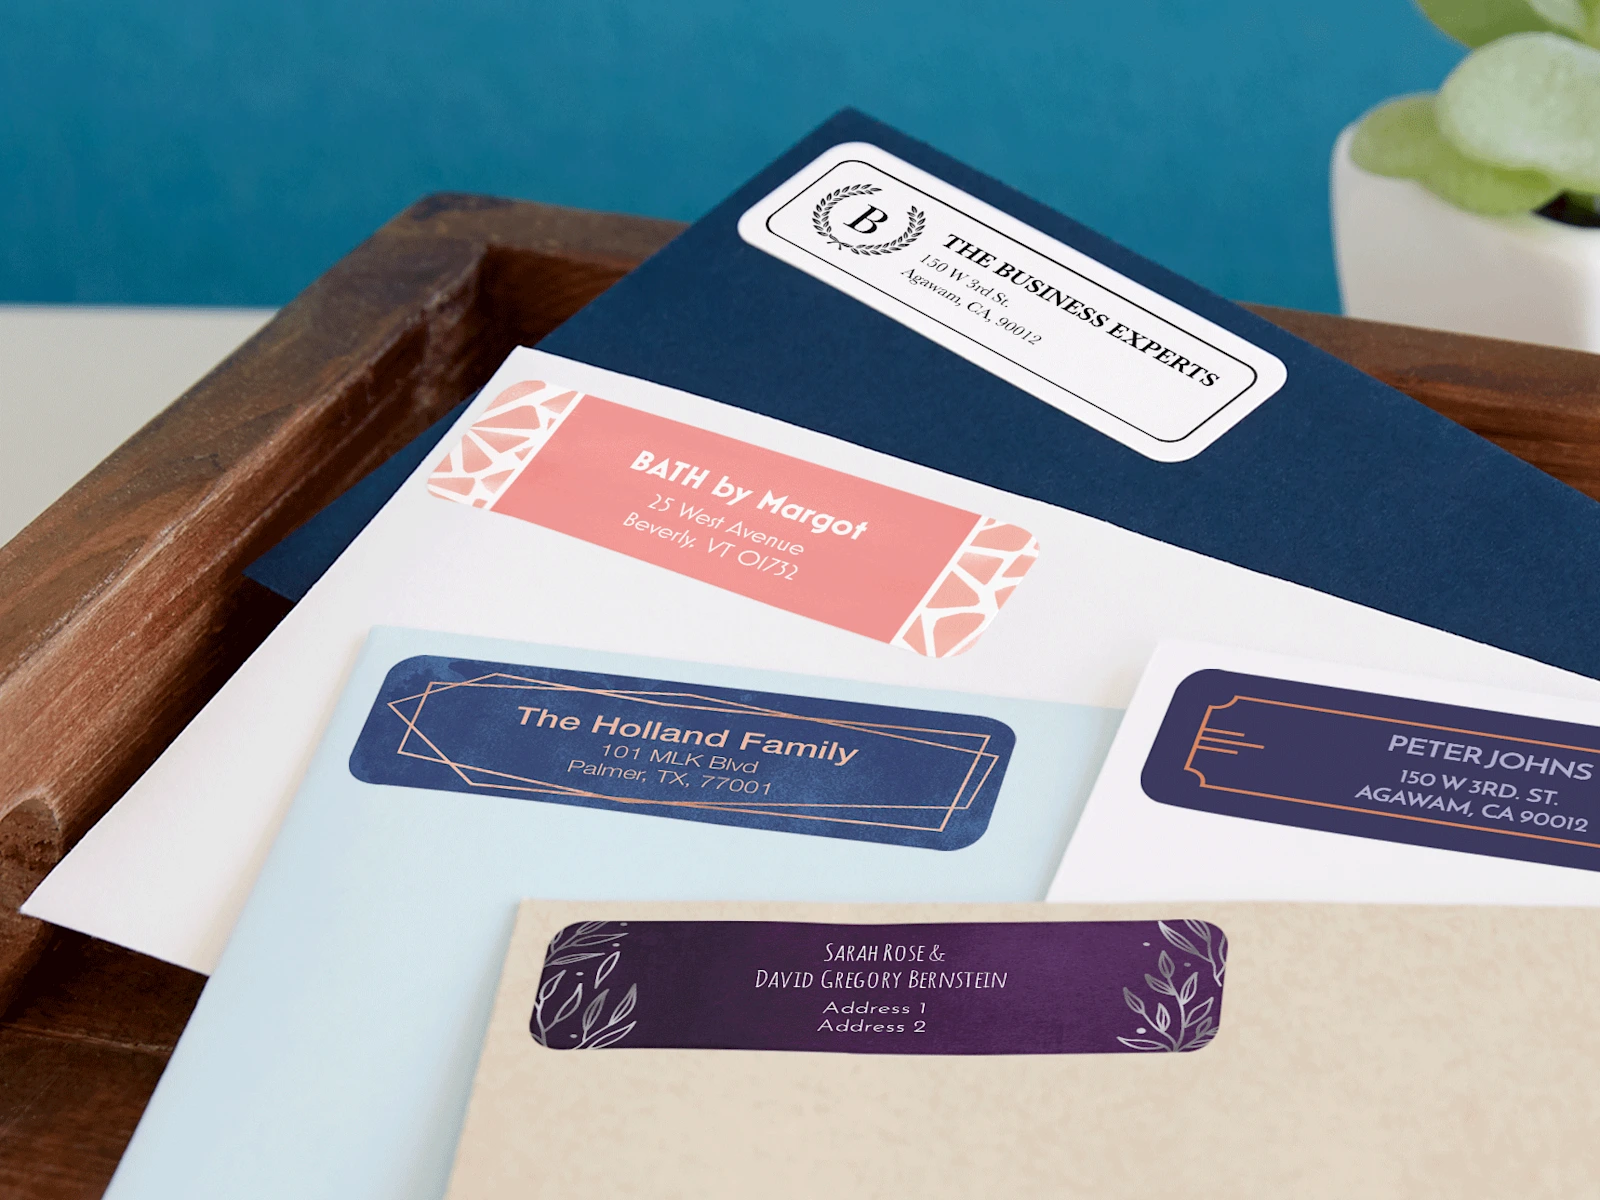 B
THE BUSINESS EXPERTS
150 W 3rd St.
Agawam, CA, 90012
BATH by Margot
25 West Avenue
Beverly, VT 01732
The Holland Family
101 MLK Blvd
Palmer, TX, 77001
PETER JOHNS
150 W 3RD. ST.
AGAWAM, CA 90012
SARAH ROSE &
DAVID GREGORY BERNSTEIN
Address 1
Address 2